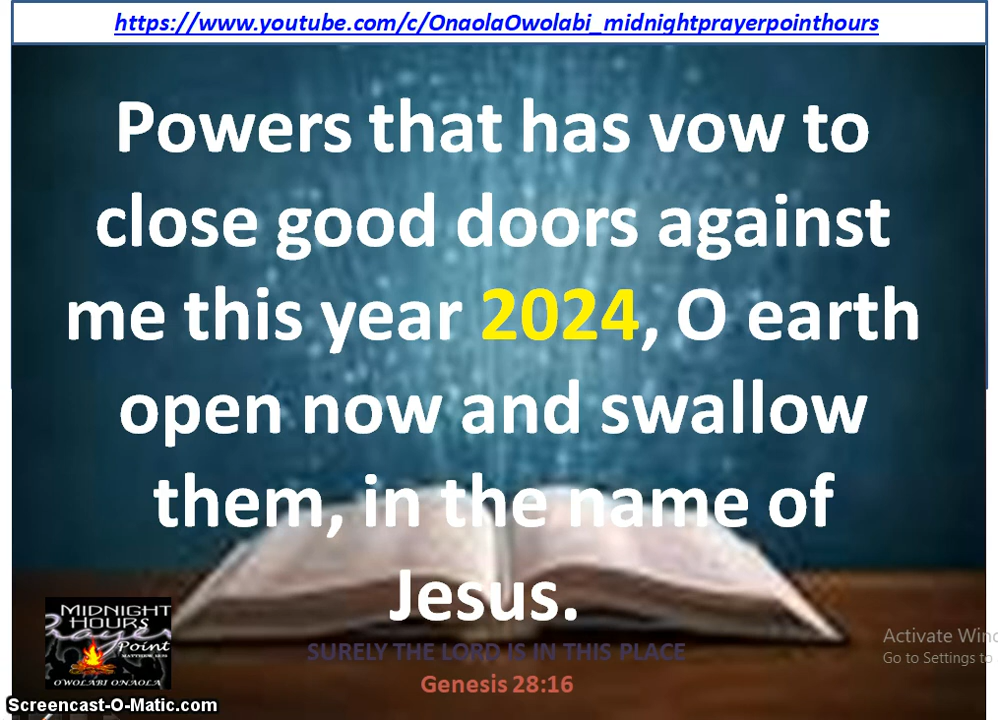 https://www.youtube.com/c/OnaolaOwolabi_midnightprayerpointhours
Powers that has vow to
close good doors against
me this year 2024, O earth
open now and swallow
them, in the name of
Jesus.
MIDNIGHT
HOURS
Prayer
Point
OWOLABI ONAOLA
SURELY THE LORD IS IN THIS PLACE
Genesis 28:16
Activate Winc
Go to Settings to
Screencast-O-Matic.com